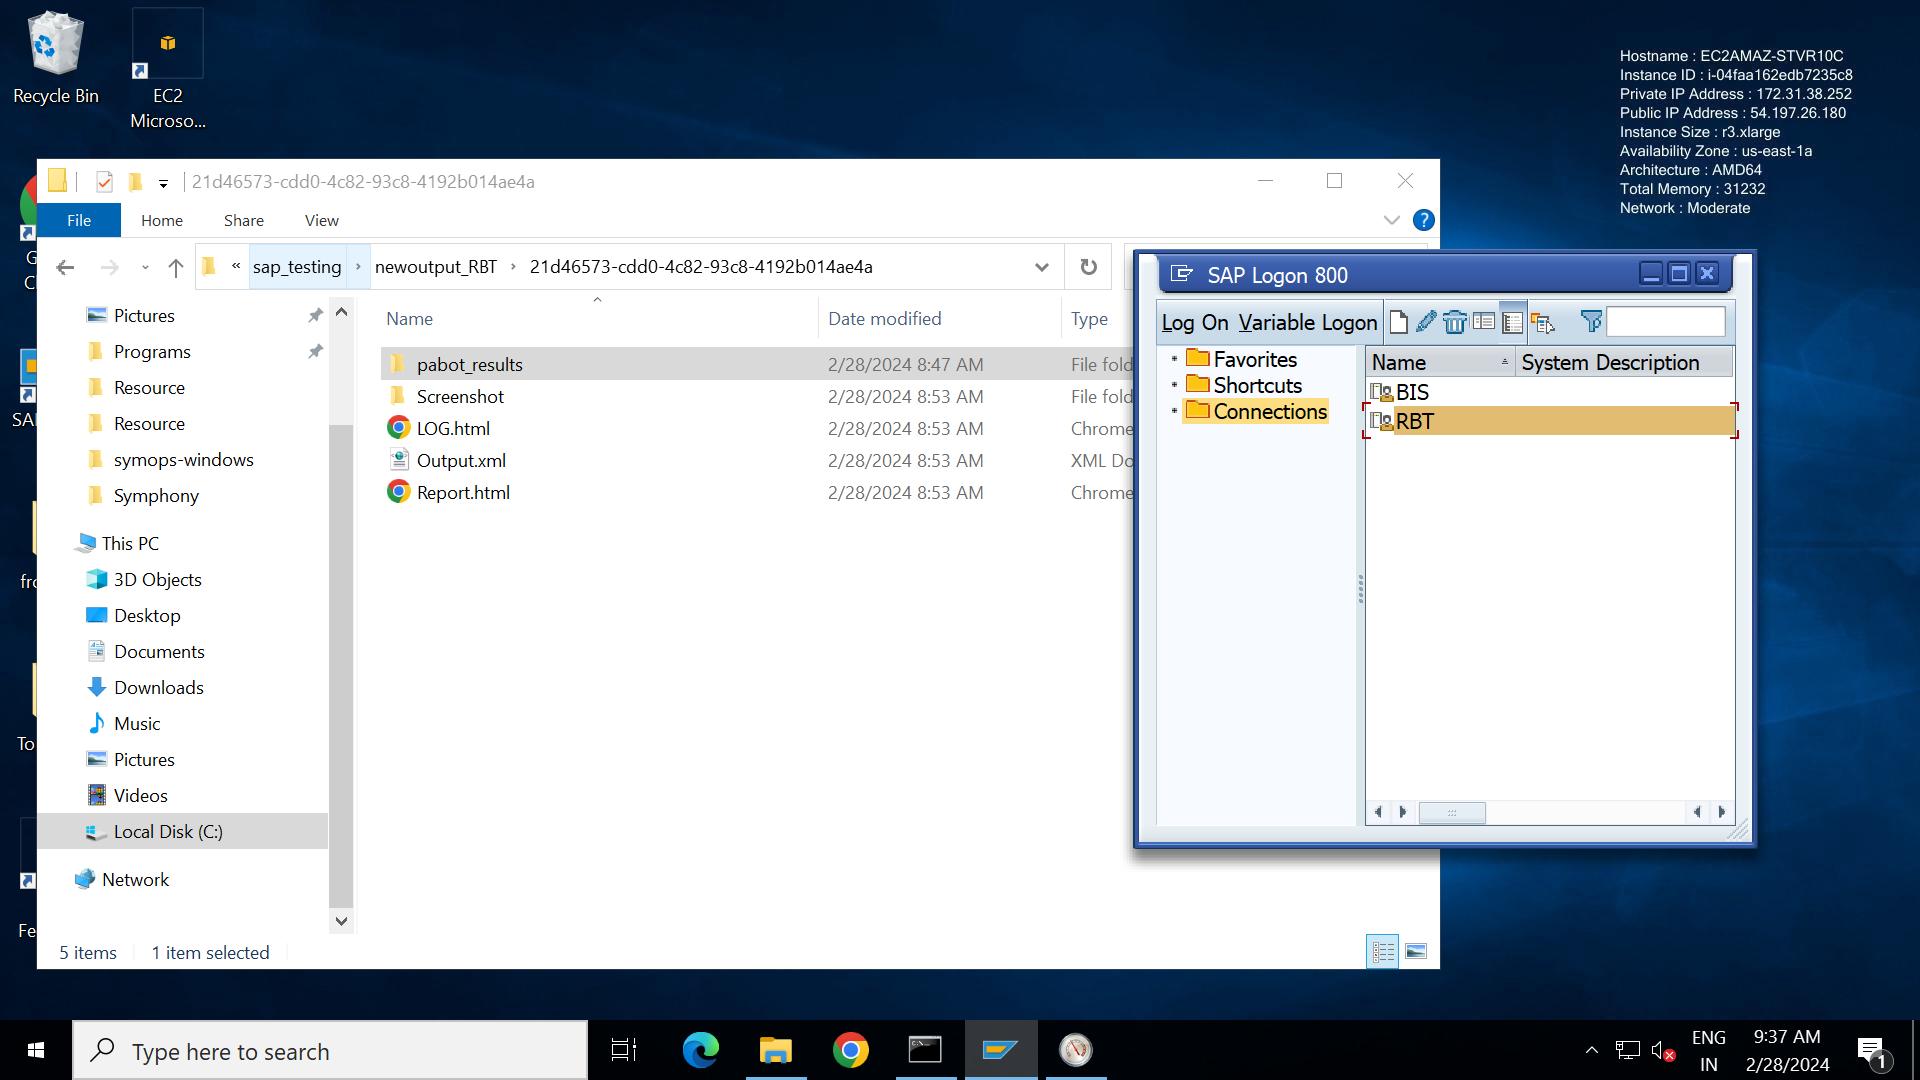 Recycle Bin
EC2
Microso...
Hostname : EC2AMAZ-STVR10C
Instance ID : i-04faa162edb7235c8
Private IP Address : 172.31.38.252
Public IP Address : 54.197.26.180
Instance Size : r3.xlarge
Availability Zone : us-east-1a
Architecture : AMD64
Total Memory : 31232
Network : Moderate
21d46573-cdd0-4c82-93c8-4192b014ae4a
File Home Share View
« sap_testing › newoutput_RBT › 21d46573-cdd0-4c82-93c8-4192b014ae4a
Name Date modified Type
pabot_results 2/28/2024 8:47 AM File fold
Screenshot 2/28/2024 8:53 AM File fold
LOG.html 2/28/2024 8:53 AM Chrome
Output.xml 2/28/2024 8:53 AM XML Do
Report.html 2/28/2024 8:53 AM Chrome
Pictures
Programs
Resource
Resource
symops-windows
Symphony
This PC
3D Objects
Desktop
Documents
Downloads
Music
Pictures
Videos
Local Disk (C:)
Network
5 items 1 item selected
G
C
SA
fro
To
Fe
SAP Logon 800
Log On Variable Logon
Favorites
Shortcuts
Connections
Name System Description
BIS
RBT
Type here to search
ENG
IN
9:37 AM
2/28/2024
1